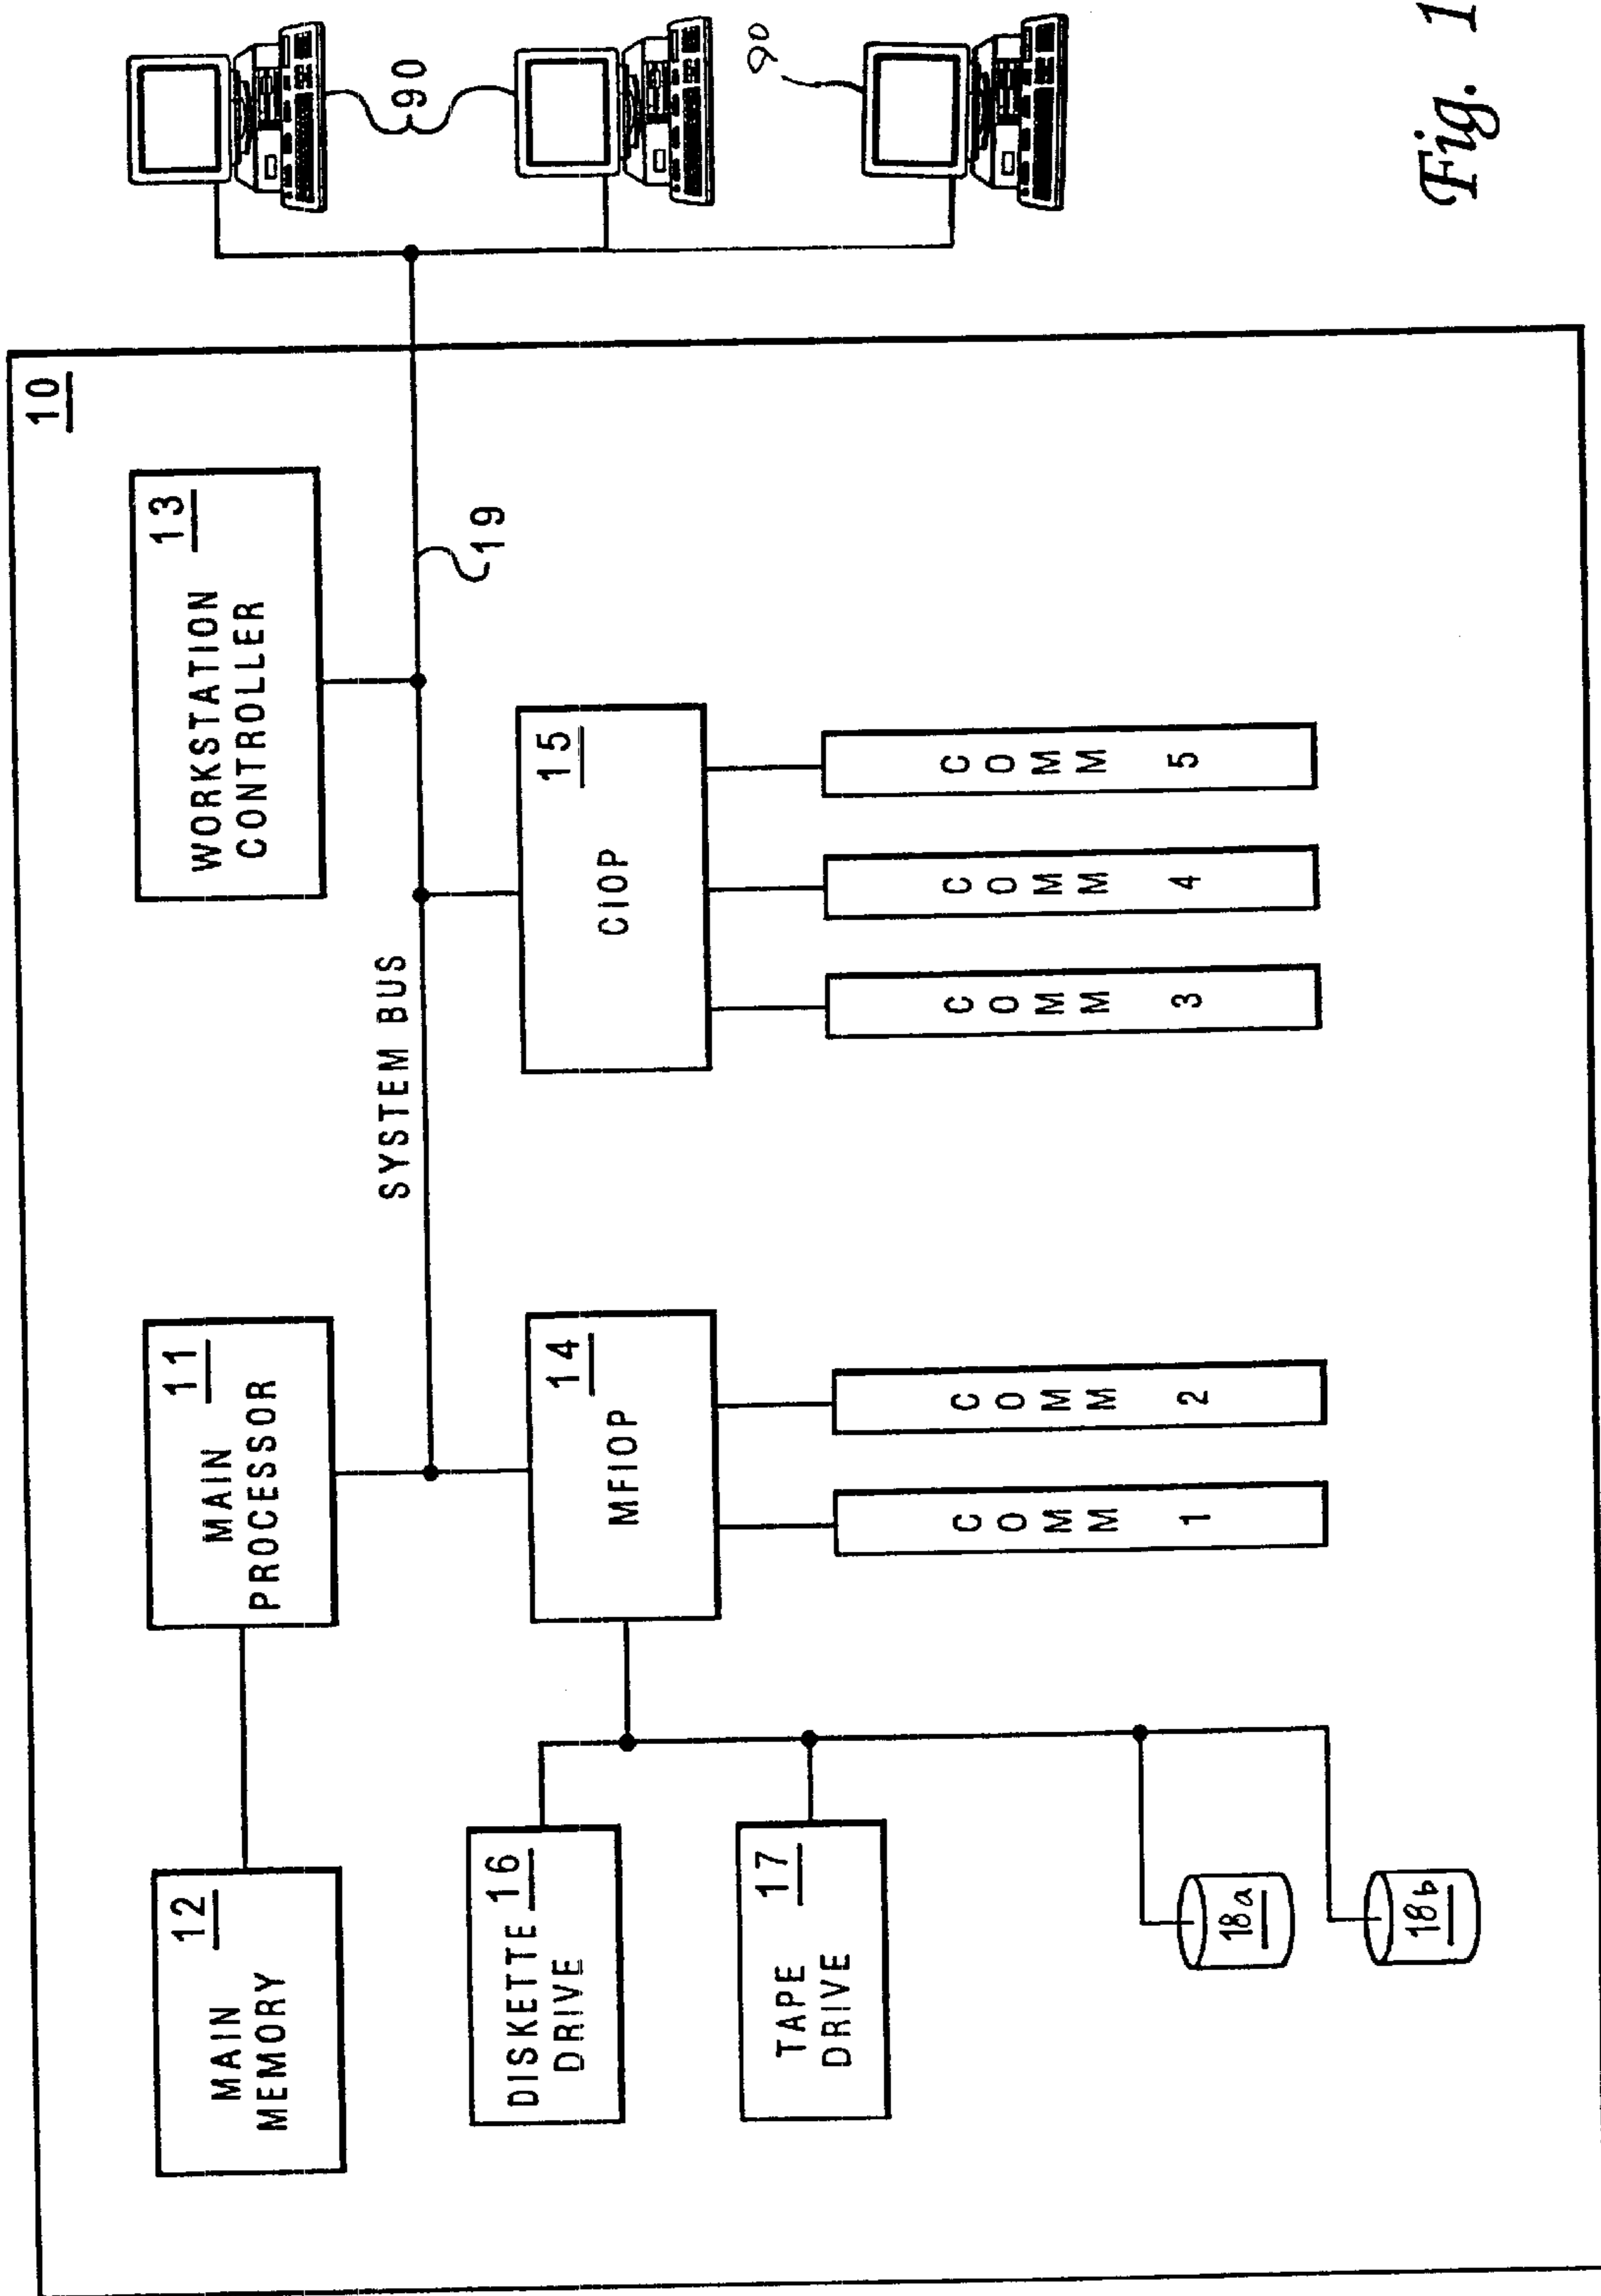 10
MAIN
MEMORY
12
MAIN
PROCESSOR
11
WORKSTATION
CONTROLLER
13
SYSTEM BUS
19
90
90
DISKETTE
DRIVE
16
MFIOP
14
CIOP
15
TAPE
DRIVE
17
COMM 1
COMM 2
COMM 3
COMM 4
COMM 5
18a
18b
Fig. 1